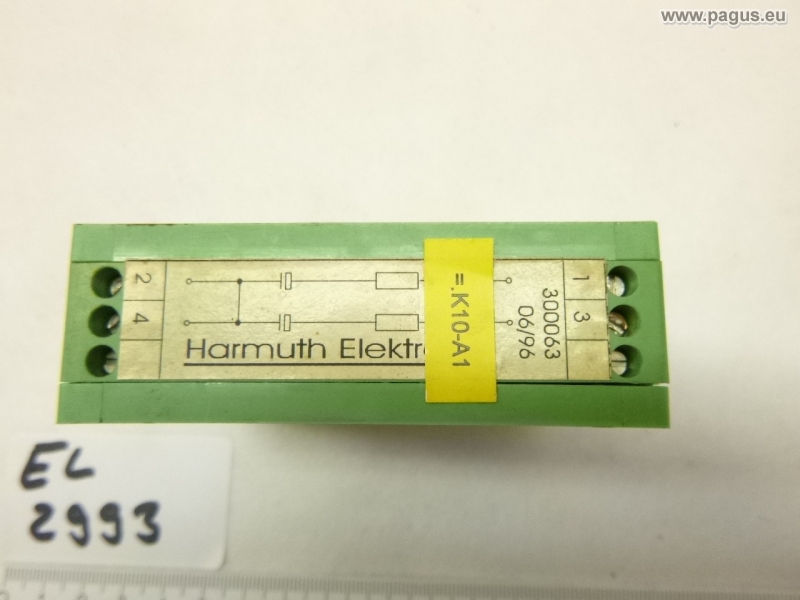 www.pagus.eu
2
4
Harmuth Elektr
=.K10-A1
300063
06/96
1
3
EL
2993